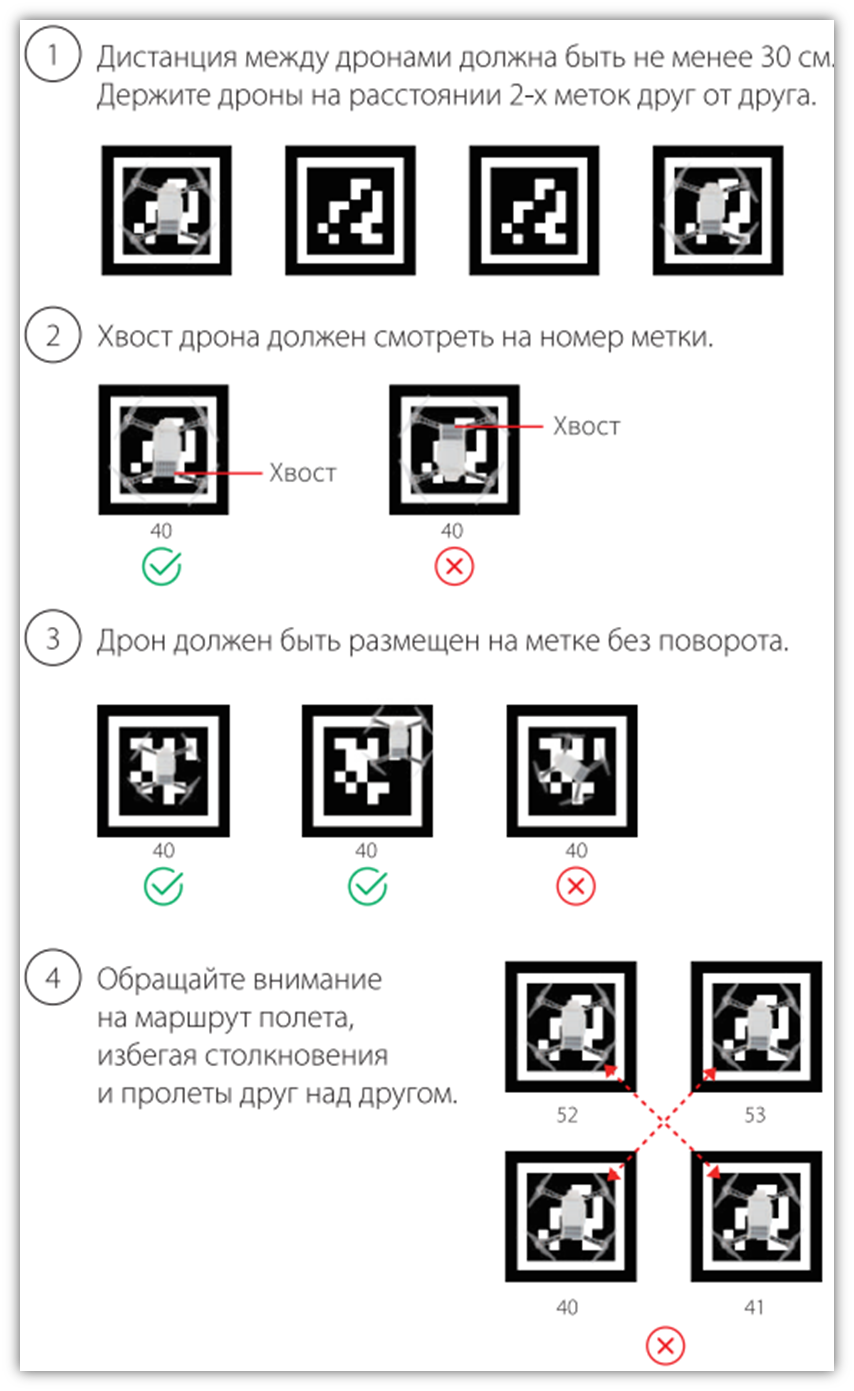 1 Дистанция между дронами должна быть не менее 30 см.
Держите дроны на расстоянии 2-х меток друг от друга.
2 Хвост дрона должен смотреть на номер метки.
Хвост
Хвост
40 40
3 Дрон должен быть размещен на метке без поворота.
40 40 40
4 Обращайте внимание
на маршрут полета,
избегая столкновения
и пролеты друг над другом.
52 53
40 41